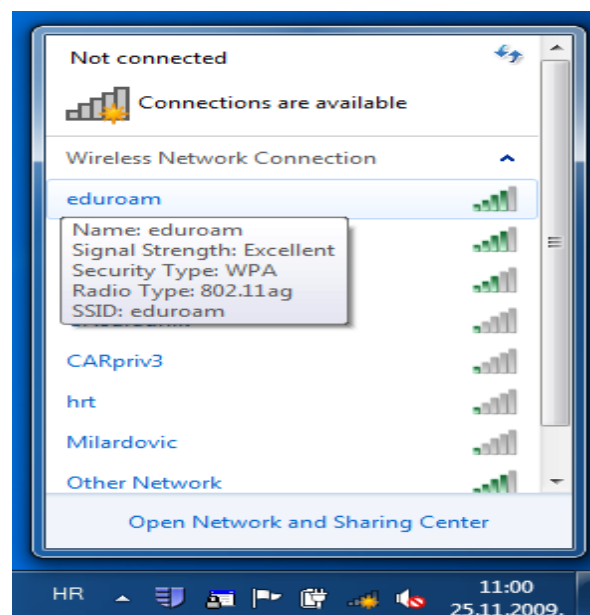 Not connected
Connections are available
Wireless Network Connection
eduroam
Name: eduroam
Signal Strength: Excellent
Security Type: WPA
Radio Type: 802.11ag
SSID: eduroam
CARpriv3
hrt
Milardovic
Other Network
Open Network and Sharing Center
HR
11:00
25.11.2009.